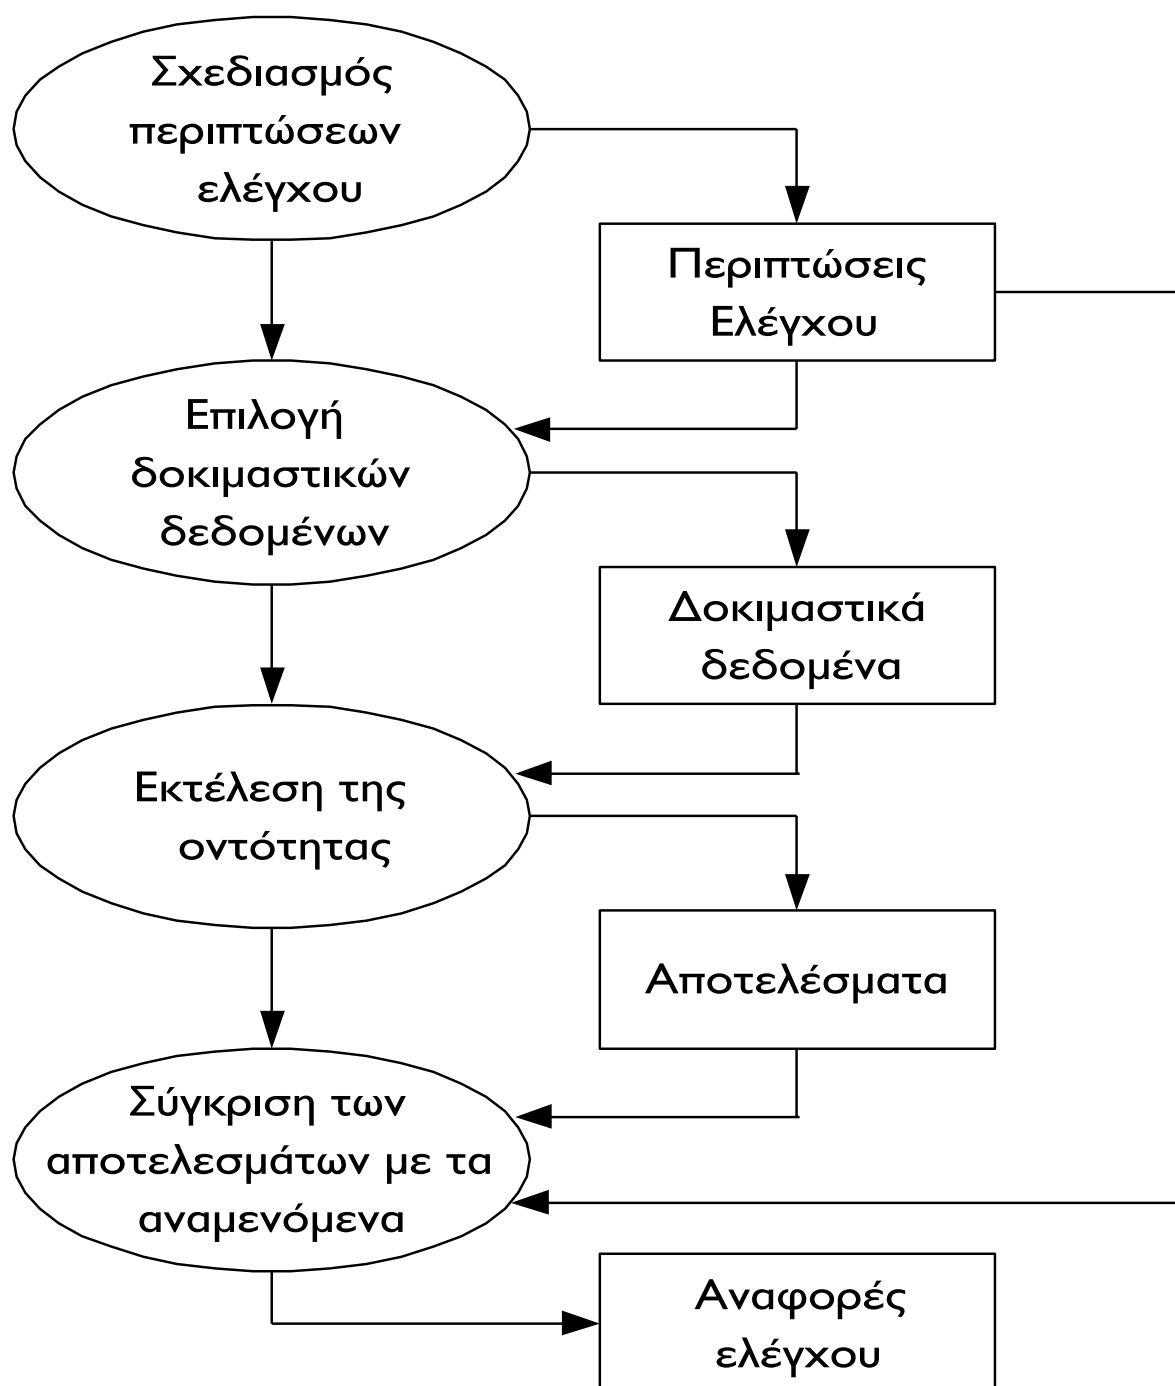 Σχεδιασμός
περιπτώσεων
ελέγχου
Περιπτώσεις
Ελέγχου
Επιλογή
δοκιμαστικών
δεδομένων
Δοκιμαστικά
δεδομένα
Εκτέλεση της
οντότητας
Αποτελέσματα
Σύγκριση των
αποτελεσμάτων με τα
αναμενόμενα
Αναφορές
ελέγχου